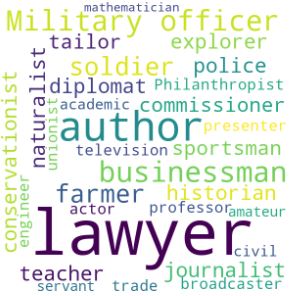 mathematician
Military officer
tailor explorer
soldier police
diplomat Philanthropist
academic commissioner
author presenter
television sportsman
businessman
farmer historian
actor professor amateur
lawyer civil
teacher journalist
servant trade broadcaster
conservationist
naturalist
unionist
engineer